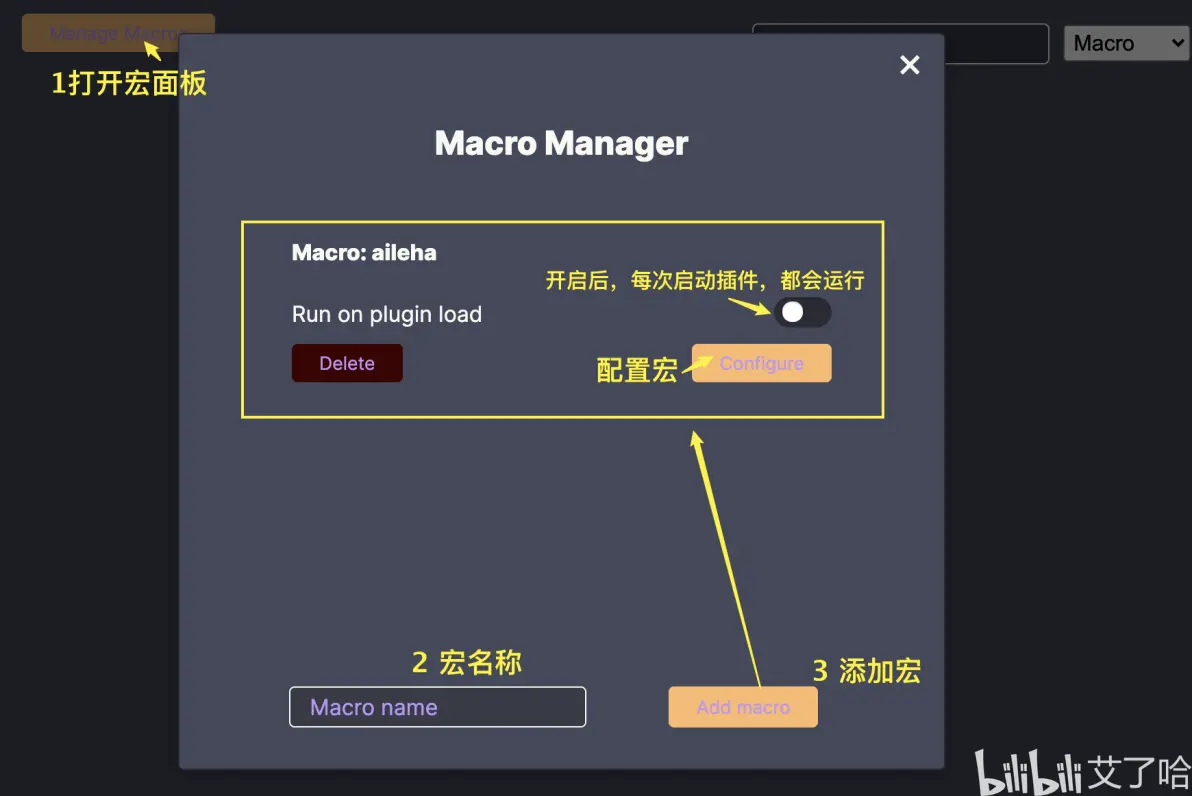 Manage Macros
Macro
1打开宏面板
Macro Manager
Macro: aileha
开启后，每次启动插件，都会运行
Run on plugin load
Delete
配置宏
Configure
2 宏名称
3 添加宏
Macro name
Add macro
bilibili 艾了哈